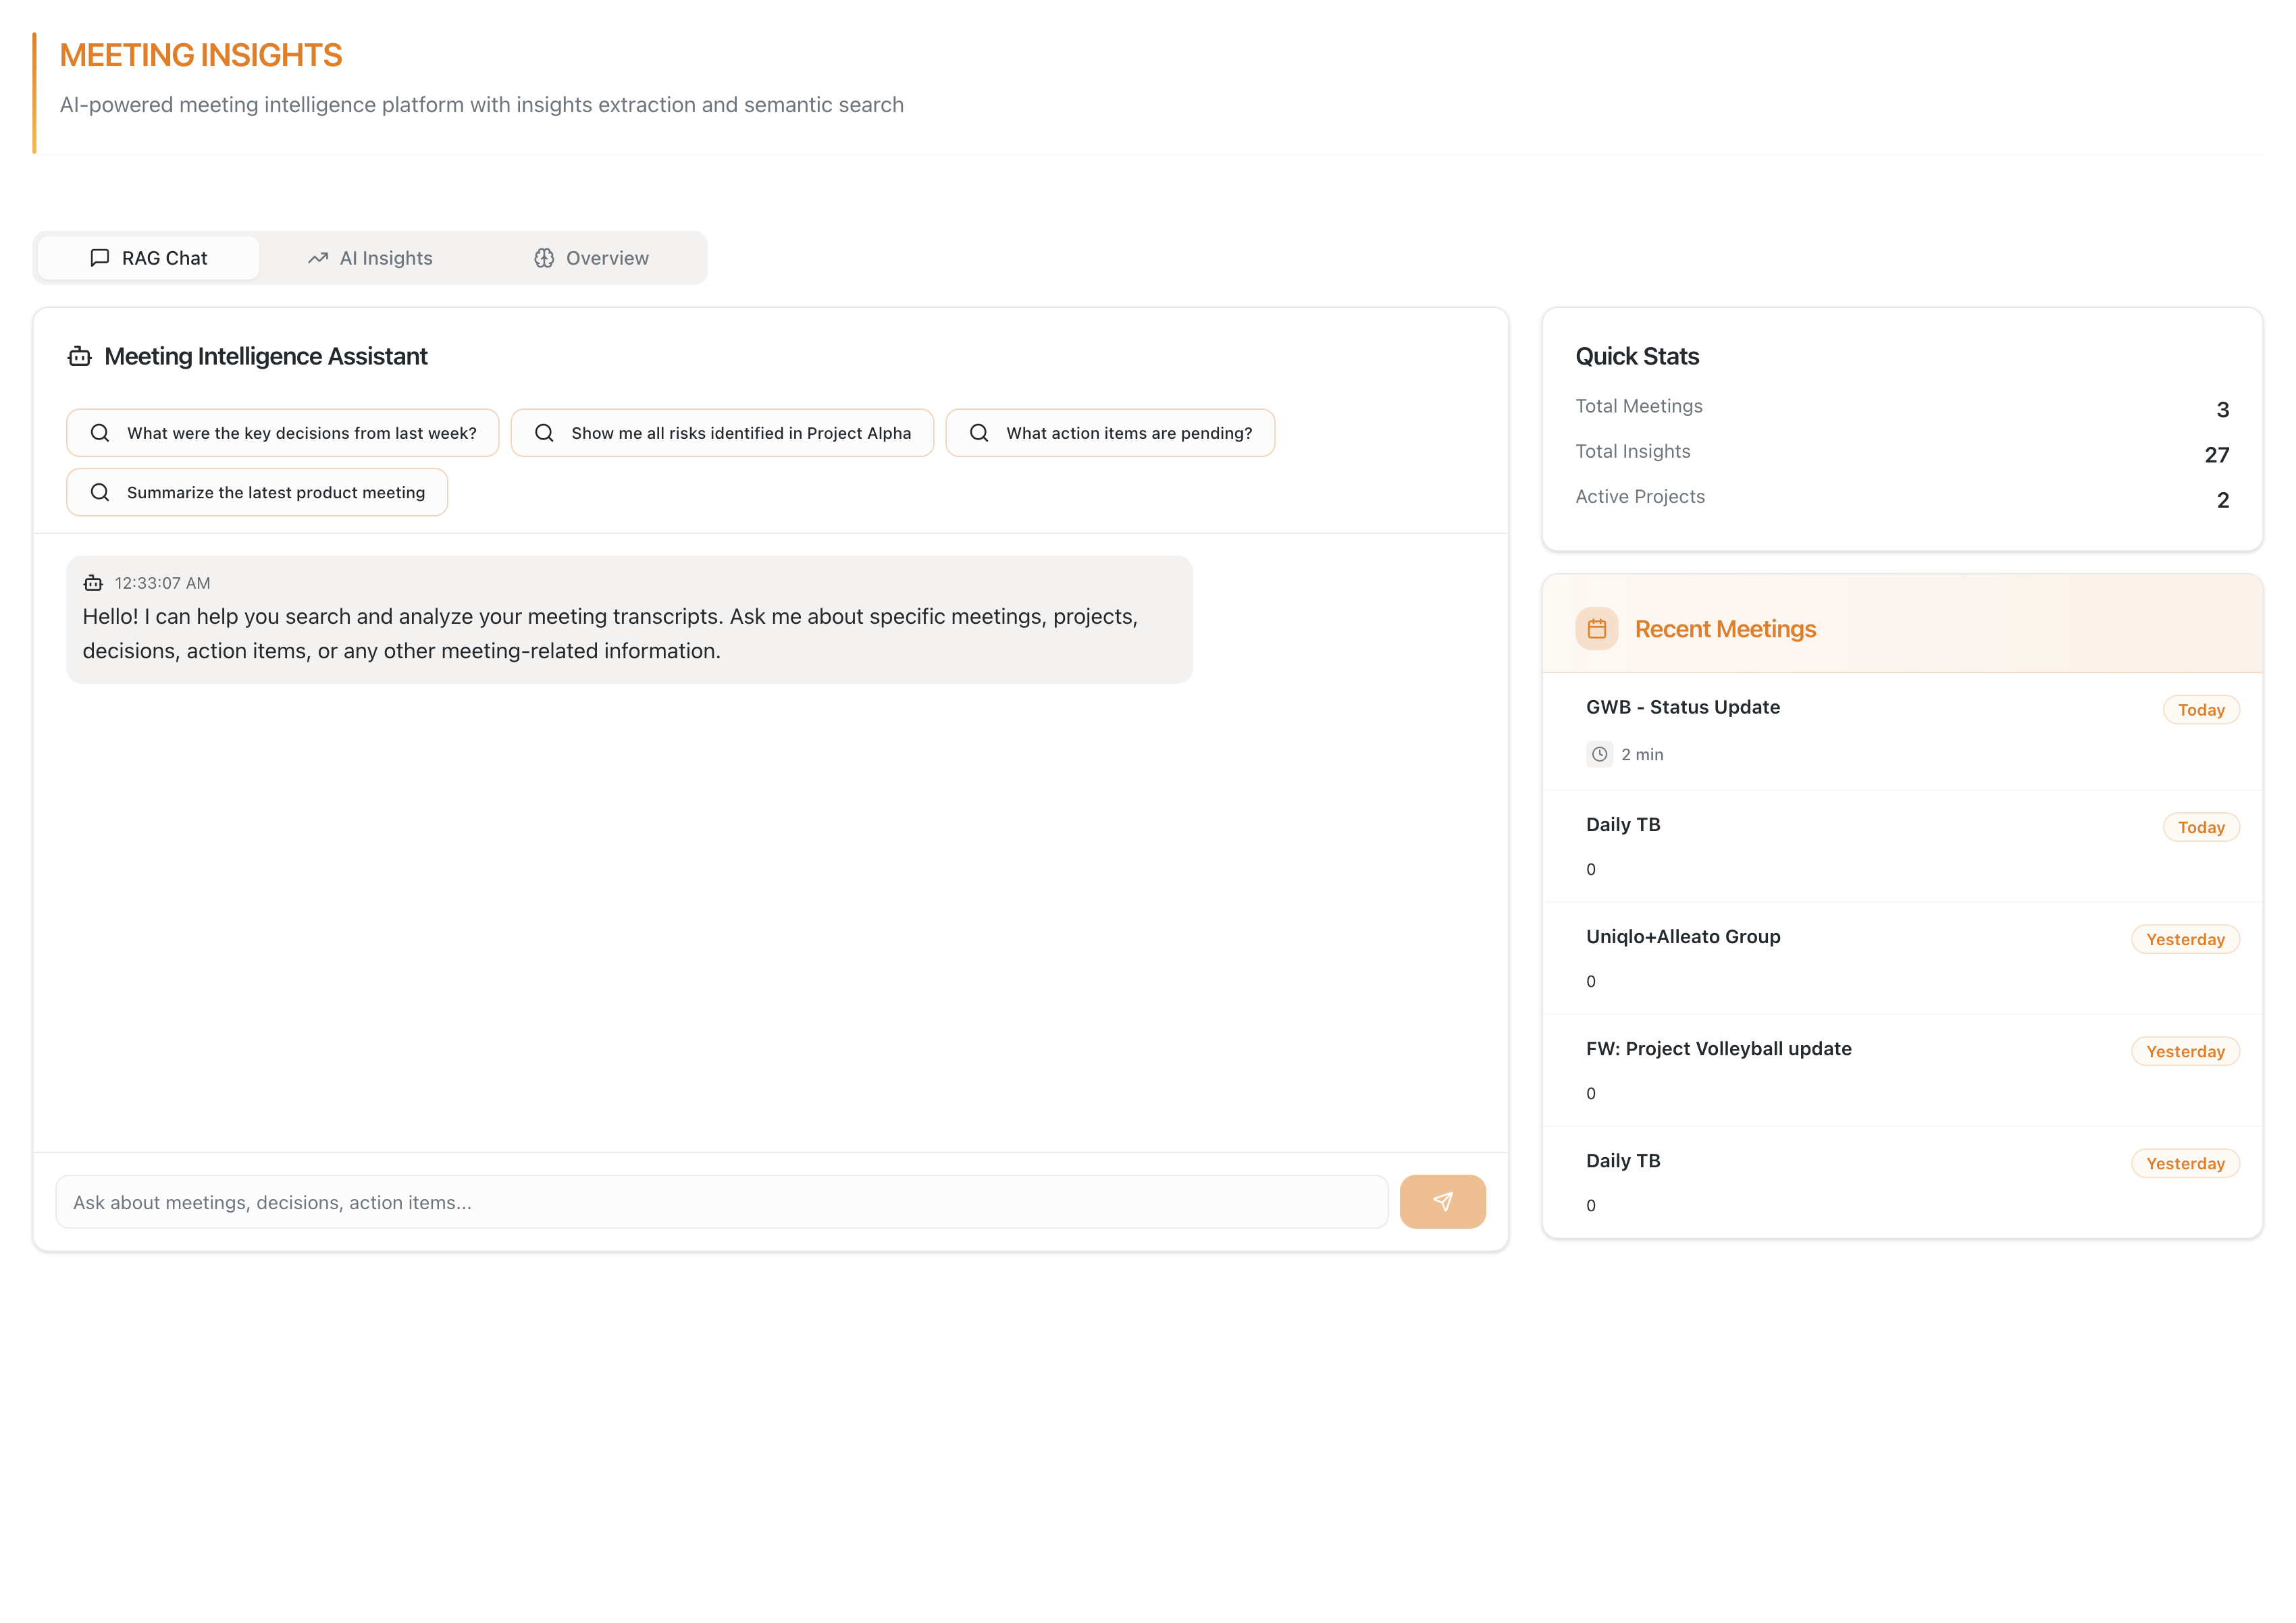 MEETING INSIGHTS
AI-powered meeting intelligence platform with insights extraction and semantic search
RAG Chat
AI Insights
Overview
Meeting Intelligence Assistant
What were the key decisions from last week?
Show me all risks identified in Project Alpha
What action items are pending?
Summarize the latest product meeting
12:33:07 AM
Hello! I can help you search and analyze your meeting transcripts. Ask me about specific meetings, projects,
decisions, action items, or any other meeting-related information.
Ask about meetings, decisions, action items...
Quick Stats
Total Meetings 3
Total Insights 27
Active Projects 2
Recent Meetings
GWB - Status Update Today
2 min
Daily TB Today
0
Uniqlo+Alleato Group Yesterday
0
FW: Project Volleyball update Yesterday
0
Daily TB Yesterday
0